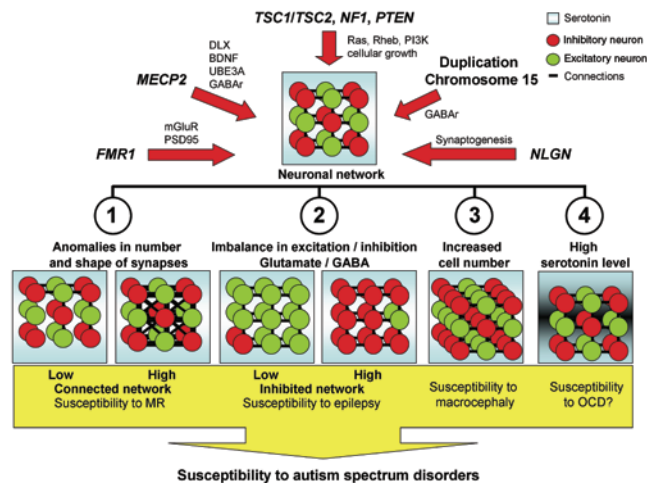 TSC1/TSC2, NF1, PTEN
Serotonin
Inhibitory neuron
Excitatory neuron
Connections
Ras, Rheb, PI3K
cellular growth
DLX
BDNF
UBE3A
GABAr
MECP2
Duplication
Chromosome 15
GABAr
mGluR
PSD95
FMR1
Synaptogenesis
NLGN
Neuronal network
1
2
3
4
Anomalies in number
and shape of synapses
Imbalance in excitation / inhibition
Glutamate / GABA
Increased
cell number
High
serotonin level
Low High
Connected network
Susceptibility to MR
Low High
Inhibited network
Susceptibility to epilepsy
Susceptibility to
macrocephaly
Susceptibility
to OCD?
Susceptibility to autism spectrum disorders